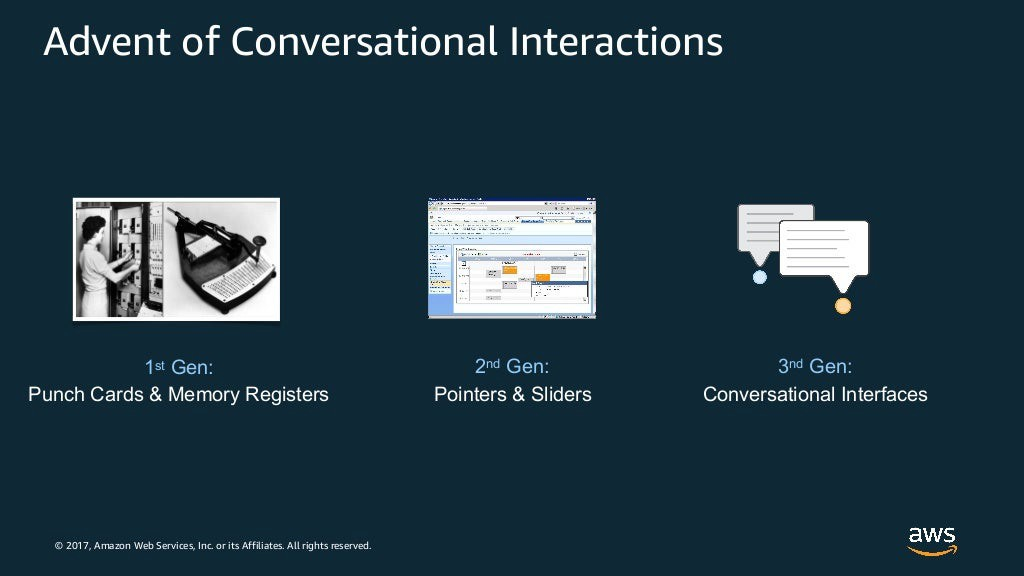 Advent of Conversational Interactions
1st Gen:
Punch Cards & Memory Registers
2nd Gen:
Pointers & Sliders
3nd Gen:
Conversational Interfaces
© 2017, Amazon Web Services, Inc. or its Affiliates. All rights reserved.
aws